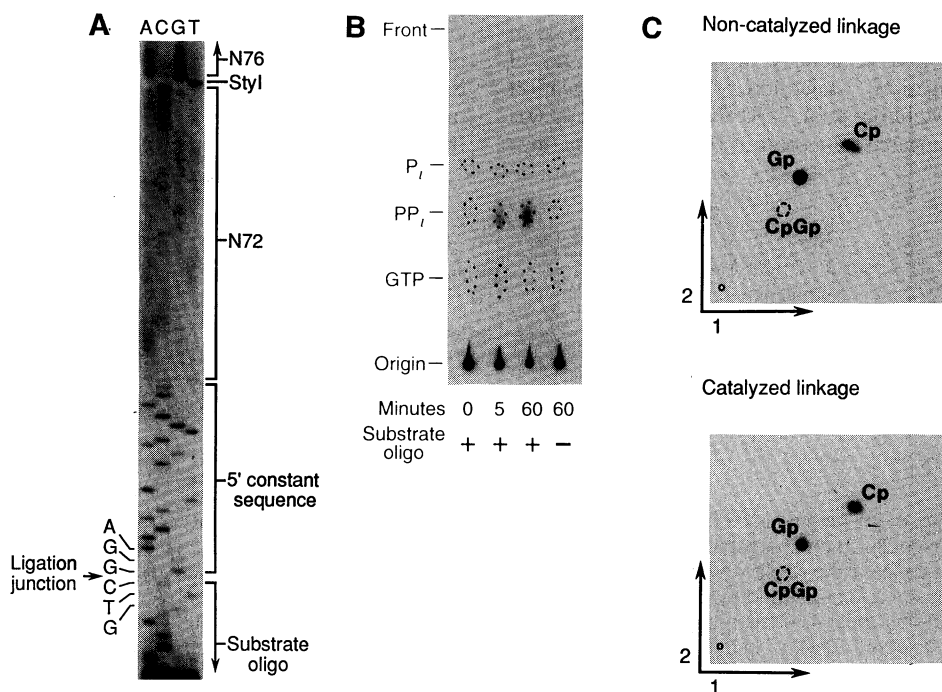 A
A C G T
N76
StyI
N72
5' constant
sequence
A
G
G
C
T
G
Ligation
junction
Substrate
oligo
B
Front
Pi
PPi
GTP
Origin
Minutes 0 5 60 60
Substrate
oligo + + + −
C
Non-catalyzed linkage
Cp
Gp
CpGp
2
1
Catalyzed linkage
Cp
Gp
CpGp
2
1